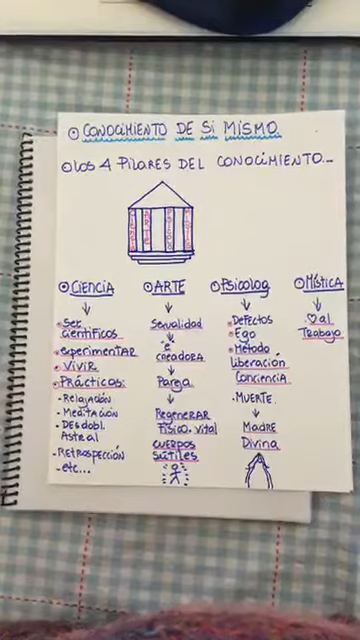 CONOCIMIENTO DE SI MISMO
LOS 4 PILARES DEL CONOCIMIENTO...
CIENCIA
Ser
científicos
experimentar
Vivir
Prácticas:
- Relajación
- Meditación
- Desdobl.
Astral
- Retrospección
- etc...
ARTE
Sexualidad
creadora
Pareja
Regenerar
Físico. vital
cuerpos
sutiles
Psicolog
Defectos
Ego
Método
liberación
Conciencia
- Muerte.
Madre
Divina
Mística
♡ al
Trabajo